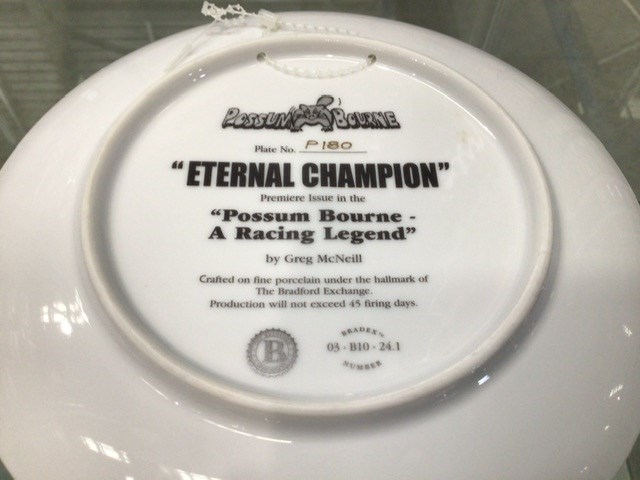 Possum Bourne
Plate No. P180
"ETERNAL CHAMPION"
Premiere Issue in the
"Possum Bourne -
A Racing Legend"
by Greg McNeill
Crafted on fine porcelain under the hallmark of
The Bradford Exchange.
Production will not exceed 45 firing days.
B
BRADEX™
03 - B10 - 24.1
NUMBER